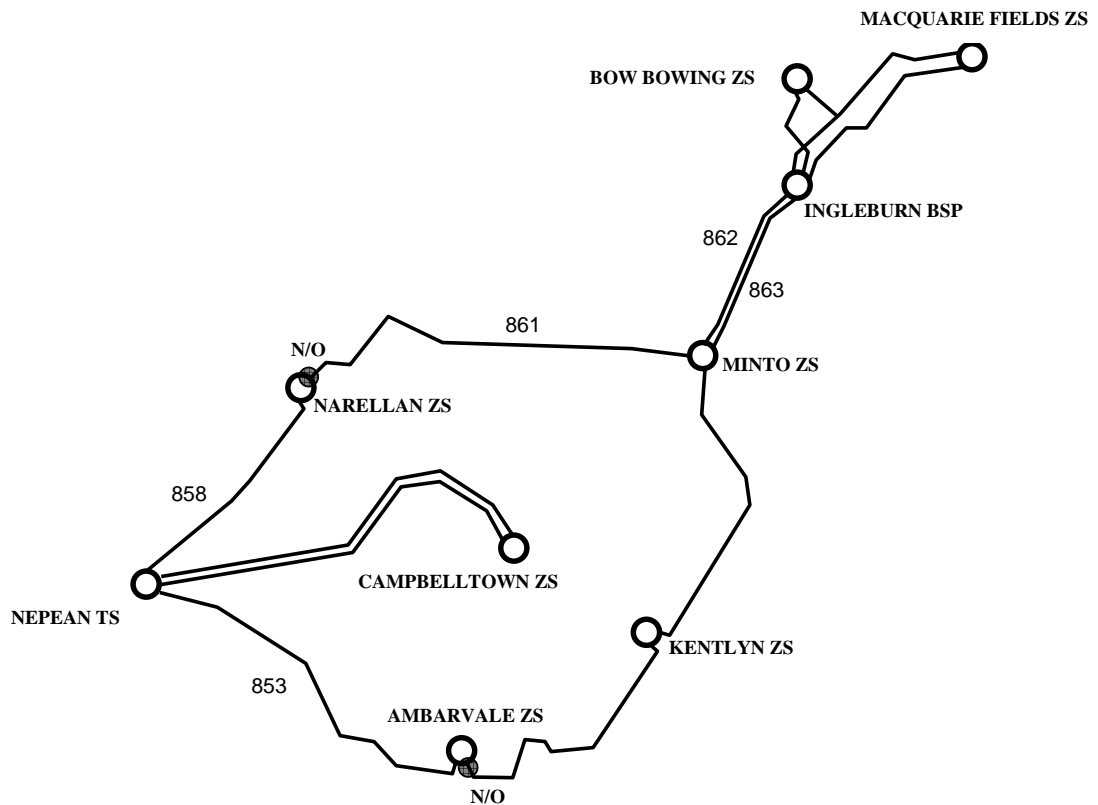 MACQUARIE FIELDS ZS
BOW BOWING ZS
INGLEBURN BSP
862
863
861
N/O
MINTO ZS
NARELLAN ZS
858
CAMPBELLTOWN ZS
NEPEAN TS
KENTLYN ZS
853
AMBARVALE ZS
N/O